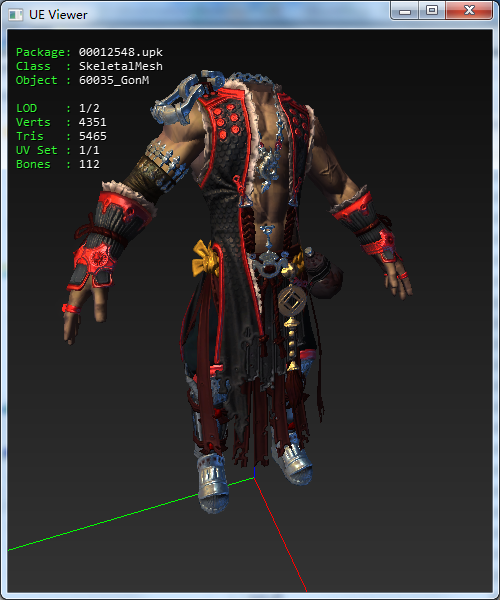 UE Viewer
Package: 00012548.upk
Class : SkeletalMesh
Object : 60035_GonM
LOD : 1/2
Verts : 4351
Tris : 5465
UV Set : 1/1
Bones : 112